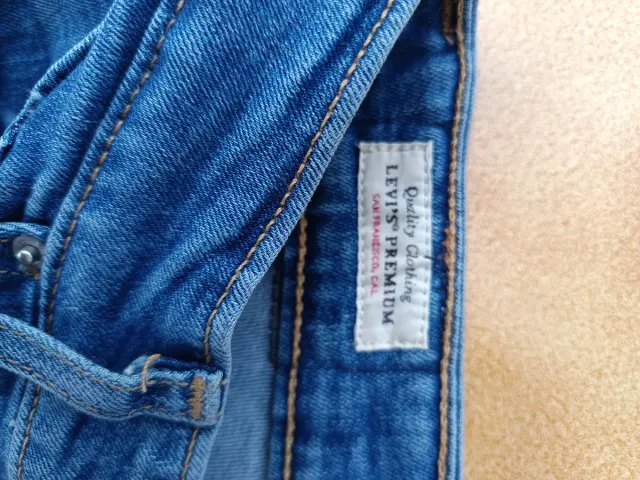 Quality Clothing
LEVI'S® PREMIUM
SAN FRANCISCO, CAL.